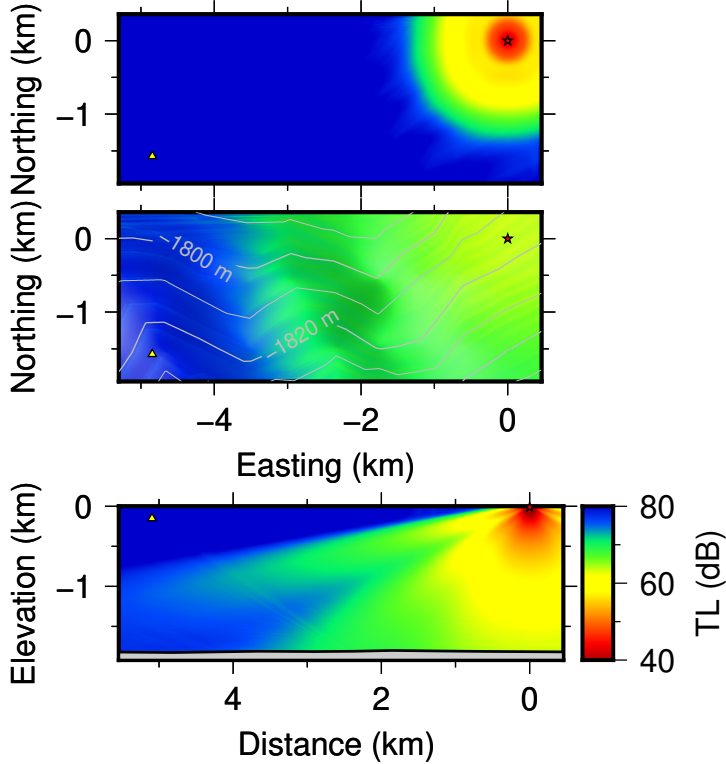 0
−1
Northing (km)
0
−1
Northing (km)
−1800 m
−1820 m
−4 −2 0
Easting (km)
0
−1
Elevation (km)
4 2 0
Distance (km)
80
60
40
TL (dB)